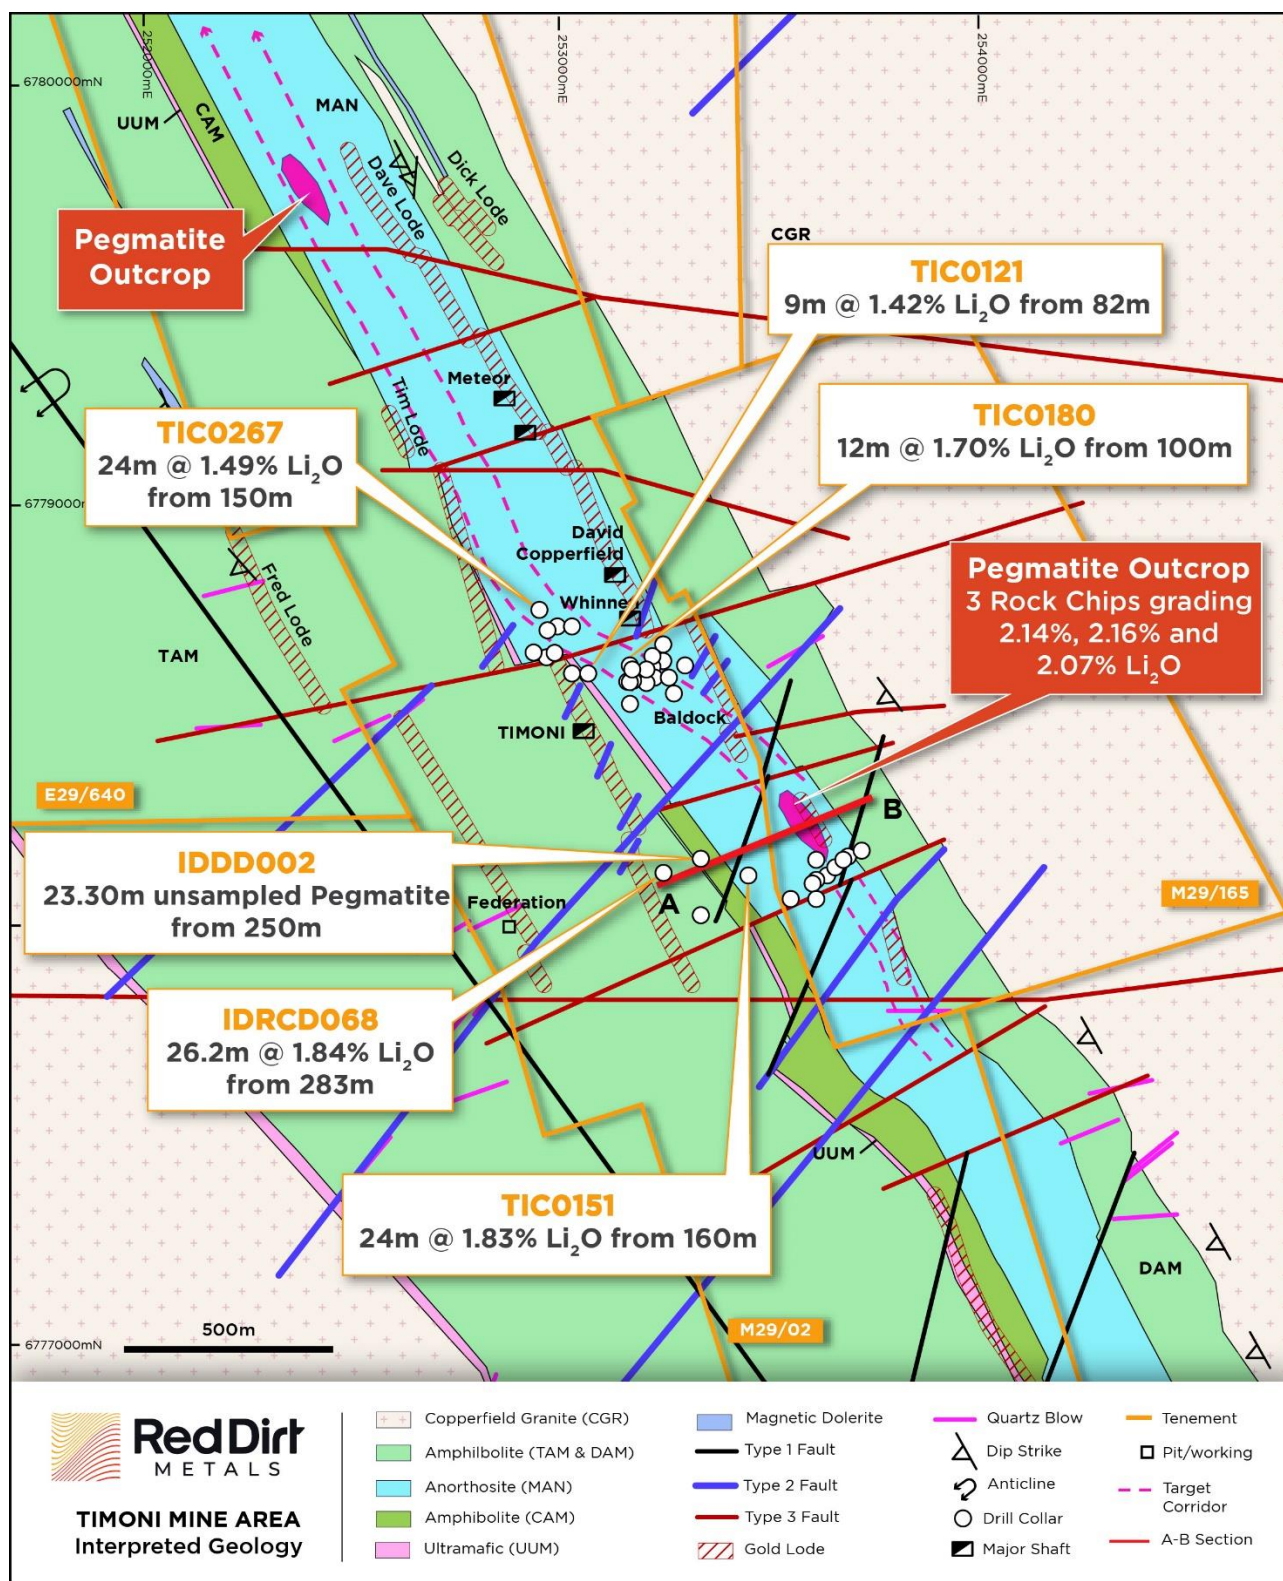 252000mE
253000mE
254000mE
6780000mN
UUM
CAM
MAN
Dave Lode
Dick Lode
Pegmatite
Outcrop
CGR
TIC0121
9m @ 1.42% Li₂O from 82m
Meteor
Tim Lode
TIC0267
24m @ 1.49% Li₂O
from 150m
TIC0180
12m @ 1.70% Li₂O from 100m
6779000m
David
Copperfield
Whinne
Fred Lode
TAM
Pegmatite Outcrop
3 Rock Chips grading
2.14%, 2.16% and
2.07% Li₂O
Baldock
TIMONI
E29/640
B
IDDD002
23.30m unsampled Pegmatite
from 250m
A
Federation
M29/165
IDRCD068
26.2m @ 1.84% Li₂O
from 283m
UUM
TIC0151
24m @ 1.83% Li₂O from 160m
DAM
M29/02
6777000mN
500m
Red Dirt
METALS
TIMONI MINE AREA
Interpreted Geology
Copperfield Granite (CGR)
Amphilbolite (TAM & DAM)
Anorthosite (MAN)
Amphibolite (CAM)
Ultramafic (UUM)
Magnetic Dolerite
Type 1 Fault
Type 2 Fault
Type 3 Fault
Gold Lode
Quartz Blow
Dip Strike
Anticline
Drill Collar
Major Shaft
Tenement
Pit/working
Target
Corridor
A-B Section